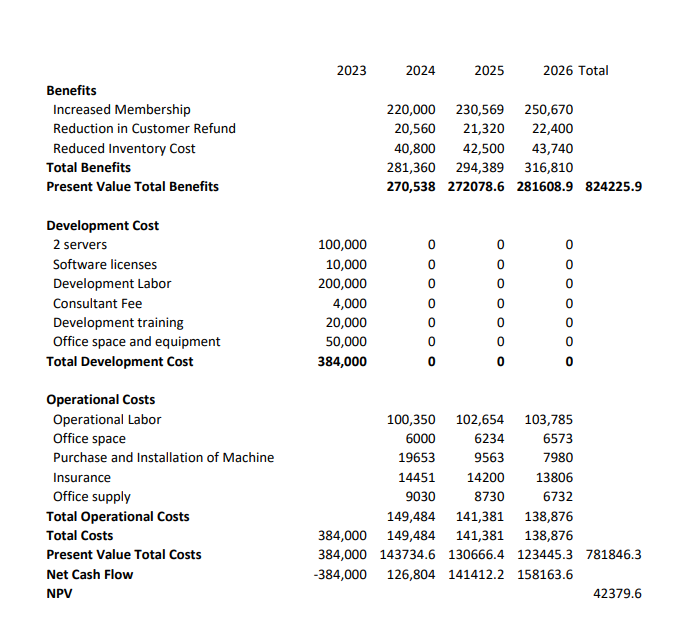 2023 2024 2025 2026 Total
Benefits
Increased Membership 220,000 230,569 250,670
Reduction in Customer Refund 20,560 21,320 22,400
Reduced Inventory Cost 40,800 42,500 43,740
Total Benefits 281,360 294,389 316,810
Present Value Total Benefits 270,538 272078.6 281608.9 824225.9
Development Cost
2 servers 100,000 0 0 0
Software licenses 10,000 0 0 0
Development Labor 200,000 0 0 0
Consultant Fee 4,000 0 0 0
Development training 20,000 0 0 0
Office space and equipment 50,000 0 0 0
Total Development Cost 384,000 0 0 0
Operational Costs
Operational Labor 100,350 102,654 103,785
Office space 6000 6234 6573
Purchase and Installation of Machine 19653 9563 7980
Insurance 14451 14200 13806
Office supply 9030 8730 6732
Total Operational Costs 149,484 141,381 138,876
Total Costs 384,000 149,484 141,381 138,876
Present Value Total Costs 384,000 143734.6 130666.4 123445.3 781846.3
Net Cash Flow -384,000 126,804 141412.2 158163.6
NPV 42379.6